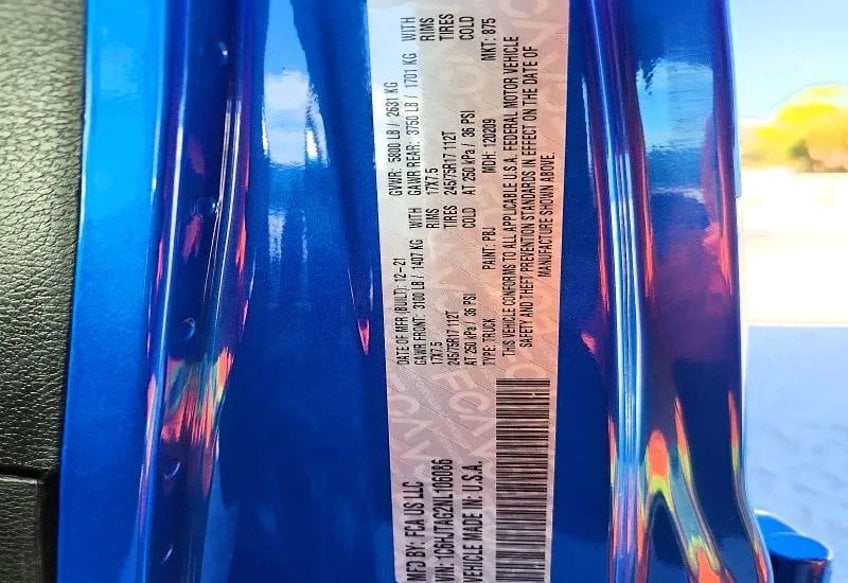 MFD BY: FCA US LLC
DATE OF MFR (BUILT): 12-21
GVWR: 5800 LB / 2631 KG
GAWR FRONT: 3100 LB / 1407 KG WITH
GAWR REAR: 3750 LB / 1701 KG WITH
17X7.5 RIMS
17X7.5 RIMS
245/75R17 112T TIRES
245/75R17 112T TIRES
AT 250 kPa / 36 PSI COLD
AT 250 kPa / 36 PSI COLD
VIN: 1C6HJTAG2NL106086
TYPE: TRUCK PAINT: PBJ MDH: 120209 MKT: 875
VEHICLE MADE IN: U.S.A.
THIS VEHICLE CONFORMS TO ALL APPLICABLE U.S.A. FEDERAL MOTOR VEHICLE
SAFETY AND THEFT PREVENTION STANDARDS IN EFFECT ON THE DATE OF
MANUFACTURE SHOWN ABOVE.